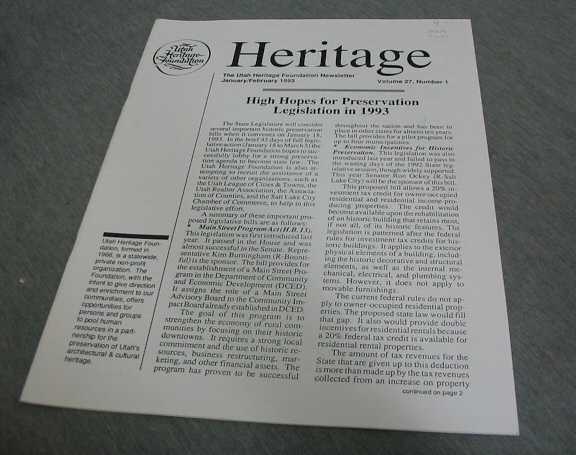 The
Utah
Heritage
Foundation
Heritage
The Utah Heritage Foundation Newsletter
January/February 1993
Volume 27, Number 1
High Hopes for Preservation
Legislation in 1993
The State Legislature will consider
several important historic preservation
bills when it convenes on January 18,
1993. In the brief 45 days of full legis-
lative action (January 18 to March 3) the
Utah Heritage Foundation hopes to suc-
cessfully lobby for a strong preserva-
tion agenda to become state law. The
Utah Heritage Foundation is also at-
tempting to recruit the assistance of a
variety of other organizations, such as
the Utah League of Cities & Towns, the
Utah Realtor Association, the Associa-
tion of Counties, and the Salt Lake City
Chamber of Commerce, to help in this
legislative effort.
A summary of these important pro-
posed legislative bills are as follows:
• Main Street Program Act (H.B. 13).
This legislation was first introduced last
year. It passed in the House and was
almost successful in the Senate. Repre-
sentative Kim Burningham (R-Bounti-
ful) is the sponsor. The bill provides for
the establishment of a Main Street Pro-
gram in the Department of Community
and Economic Development (DCED).
It assigns the role of a Main Street
Advisory Board to the Community Im-
pact Board already established in DCED.
The goal of this program is to
strengthen the economy of rural com-
munities by focusing on their historic
downtowns. It requires a strong local
commitment and the use of historic re-
sources, business restructuring, mar-
keting, and other financial assets. The
program has proven to be successful
throughout the nation and has been in
place in other states for almost ten years.
The bill provides for a pilot program for
up to four municipalities.
• Economic Incentives for Historic
Preservation. This legislation was also
introduced last year and failed to pass in
the waning days of the 1992 State leg-
islative session, though widely supported.
This year Senator Ron Ockey (R-Salt
Lake City) will be the sponsor of this bill.
This proposed bill allows a 20% in-
vestment tax credit for owner-occupied
residential and residential income-pro-
ducing properties. The credit would
become available upon the rehabilitation
of an historic building that retains most,
if not all, of its historic features. The
legislation is patterned after the federal
rules for investment tax credits for his-
toric buildings. It applies to the exterior
physical elements of a building, includ-
ing the historic decorative and structural
elements, as well as the internal me-
chanical, electrical, and plumbing sys-
tems. However, it does not apply to
movable furnishings.
The current federal rules do not ap-
ply to owner-occupied residential prop-
erties. The proposed state law would fill
that gap. It also would provide double
incentives for residential rentals because
a 20% federal tax credit is available for
residential rental properties.
The amount of tax revenues for the
State that are given up to this deduction
is more than made up by the tax revenues
collected from an increase on property
continued on page 2
Utah Heritage Foun-
dation, formed in
1966, is a statewide,
private non-profit
organization. The
Foundation, with the
intent to give direction
and enrichment to our
communities, offers
opportunities for
persons and groups
to pool human
resources in a part-
nership for the
preservation of Utah's
architectural & cultural
heritage.